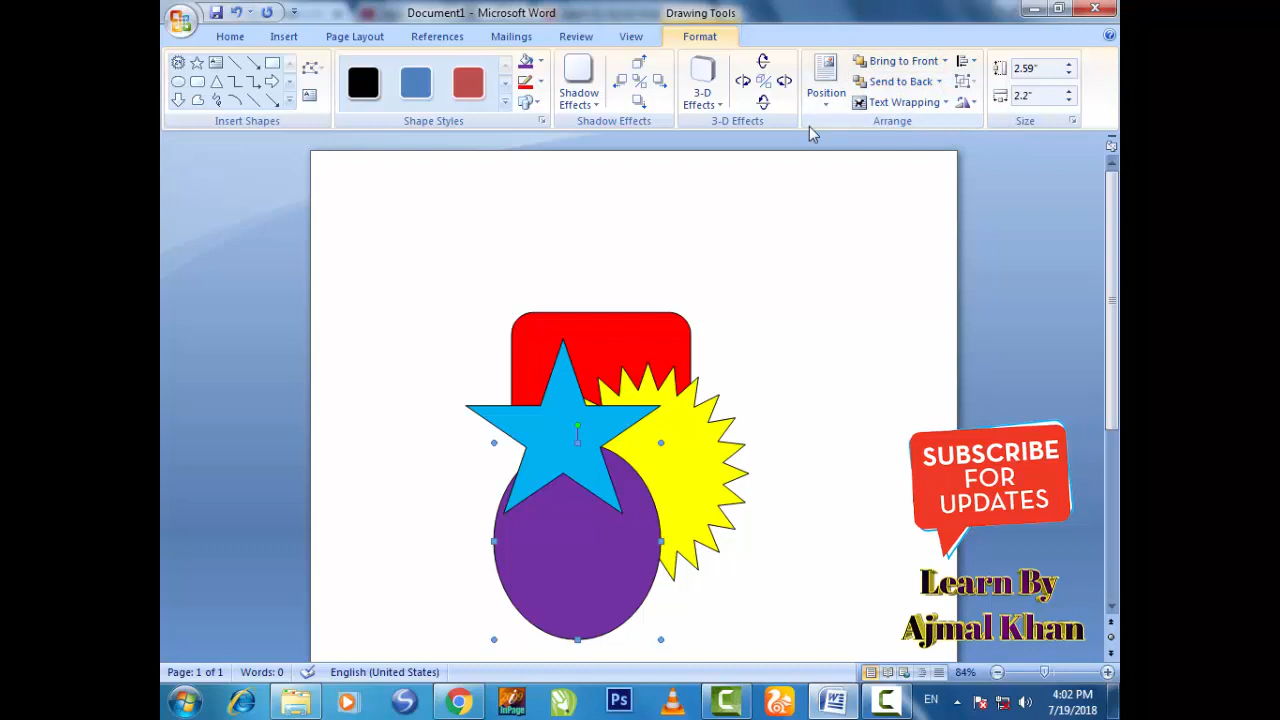 Document1 - Microsoft Word
Drawing Tools
Home Insert Page Layout References Mailings Review View Format
Shadow Effects
3-D Effects
Position
Bring to Front
Send to Back
Text Wrapping
2.59"
2.2"
Insert Shapes Shape Styles Shadow Effects 3-D Effects Arrange Size
SUBSCRIBE
FOR
UPDATES
Learn By
Ajmal Khan
Page: 1 of 1 Words: 0 English (United States) 84%
Ps
EN
4:02 PM
7/19/2018